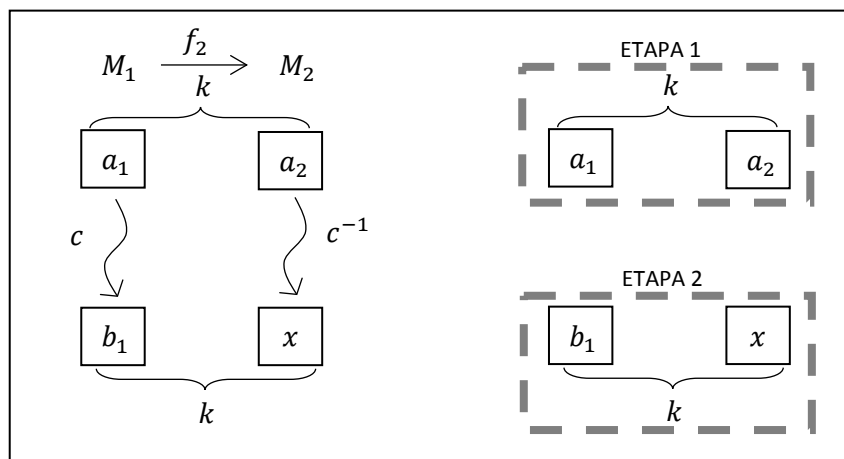 f₂
M₁ M₂
k
a₁ a₂
c c⁻¹
b₁ x
k
ETAPA 1
k
a₁ a₂
ETAPA 2
b₁ x
k